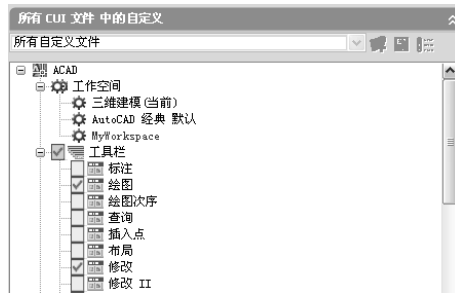 所有 CUI 文件 中的自定义
所有自定义文件
ACAD
工作空间
三维建模(当前)
AutoCAD 经典 默认
MyWorkspace
工具栏
标注
绘图
绘图次序
查询
插入点
布局
修改
修改 II